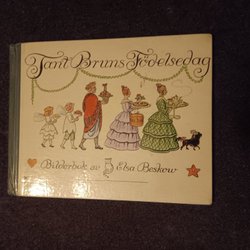 Tant Bruns Födelsedag
Bilderbok av Elsa Beskow